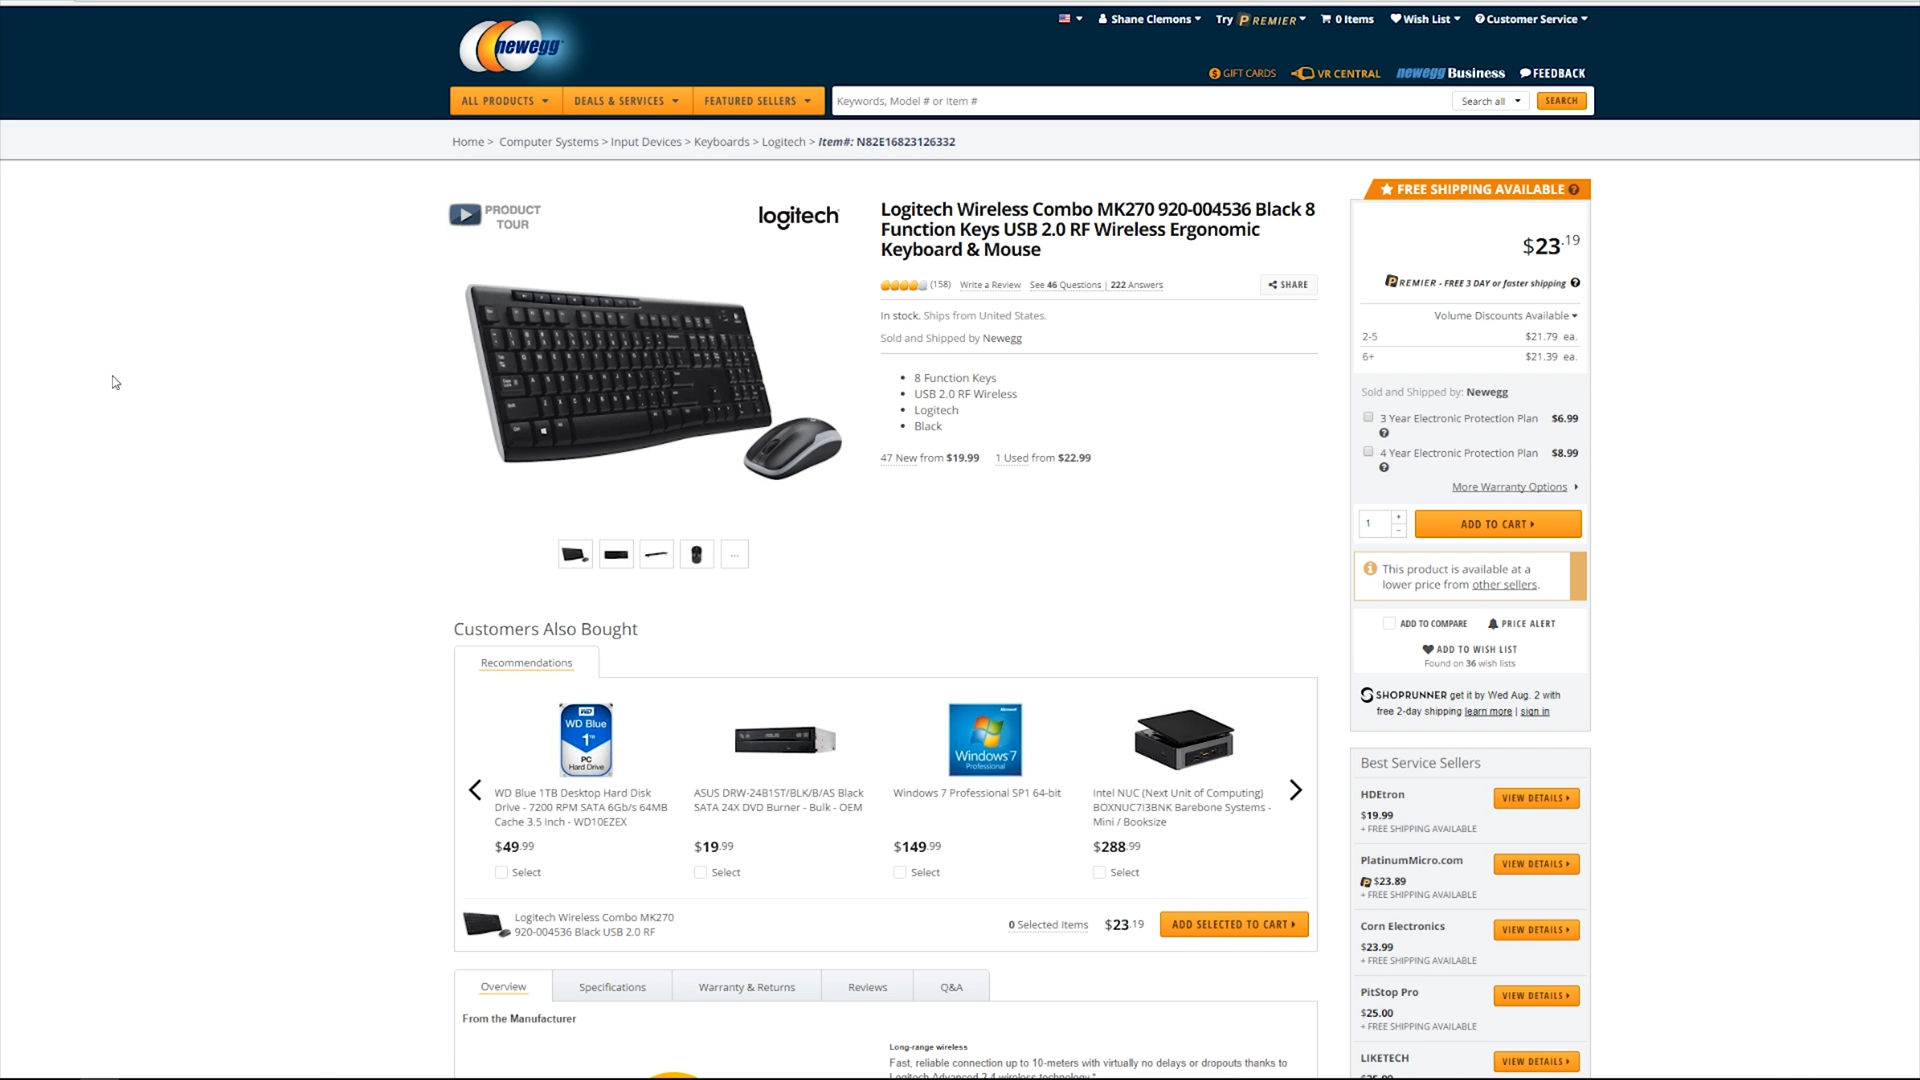 Shane Clemons
Try PREMIER
0 Items
Wish List
Customer Service
newegg
GIFT CARDS
VR CENTRAL
newegg Business
FEEDBACK
ALL PRODUCTS
DEALS & SERVICES
FEATURED SELLERS
Keywords, Model # or Item #
Search all
SEARCH
Home > Computer Systems > Input Devices > Keyboards > Logitech > Item#: N82E16823126332
PRODUCT
TOUR
logitech
Logitech Wireless Combo MK270 920-004536 Black 8
Function Keys USB 2.0 RF Wireless Ergonomic
Keyboard & Mouse
(158) Write a Review See 46 Questions | 222 Answers
SHARE
In stock. Ships from United States.
Sold and Shipped by Newegg
• 8 Function Keys
• USB 2.0 RF Wireless
• Logitech
• Black
47 New from $19.99 1 Used from $22.99
...
FREE SHIPPING AVAILABLE
$23.19
PREMIER - FREE 3 DAY or faster shipping
Volume Discounts Available
2-5 $21.79 ea.
6+ $21.39 ea.
Sold and Shipped by: Newegg
3 Year Electronic Protection Plan $6.99
4 Year Electronic Protection Plan $8.99
More Warranty Options
1
ADD TO CART
This product is available at a
lower price from other sellers.
ADD TO COMPARE
PRICE ALERT
ADD TO WISH LIST
Found on 36 wish lists
SHOPRUNNER get it by Wed Aug. 2 with
free 2-day shipping learn more | sign in
Customers Also Bought
Recommendations
WD
WD Blue
1TB
PC
Hard Drive
WD Blue 1TB Desktop Hard Disk
Drive - 7200 RPM SATA 6Gb/s 64MB
Cache 3.5 Inch - WD10EZEX
$49.99
Select
ASUS DRW-24B1ST/BLK/B/AS Black
SATA 24X DVD Burner - Bulk - OEM
$19.99
Select
Microsoft
Windows 7
Professional
Windows 7 Professional SP1 64-bit
$149.99
Select
Intel NUC (Next Unit of Computing)
BOXNUC7I3BNK Barebone Systems -
Mini / Booksize
$288.99
Select
Logitech Wireless Combo MK270
920-004536 Black USB 2.0 RF
0 Selected Items $23.19
ADD SELECTED TO CART
Best Service Sellers
HDEtron
$19.99
+ FREE SHIPPING AVAILABLE
VIEW DETAILS
PlatinumMicro.com
$23.89
+ FREE SHIPPING AVAILABLE
VIEW DETAILS
Corn Electronics
$23.99
+ FREE SHIPPING AVAILABLE
VIEW DETAILS
PitStop Pro
$25.00
+ FREE SHIPPING AVAILABLE
VIEW DETAILS
LIKETECH
VIEW DETAILS
Overview
Specifications
Warranty & Returns
Reviews
Q&A
From the Manufacturer
Long-range wireless
Fast, reliable connection up to 10-meters with virtually no delays or dropouts thanks to
Logitech Advanced 2.4 wireless technology.*